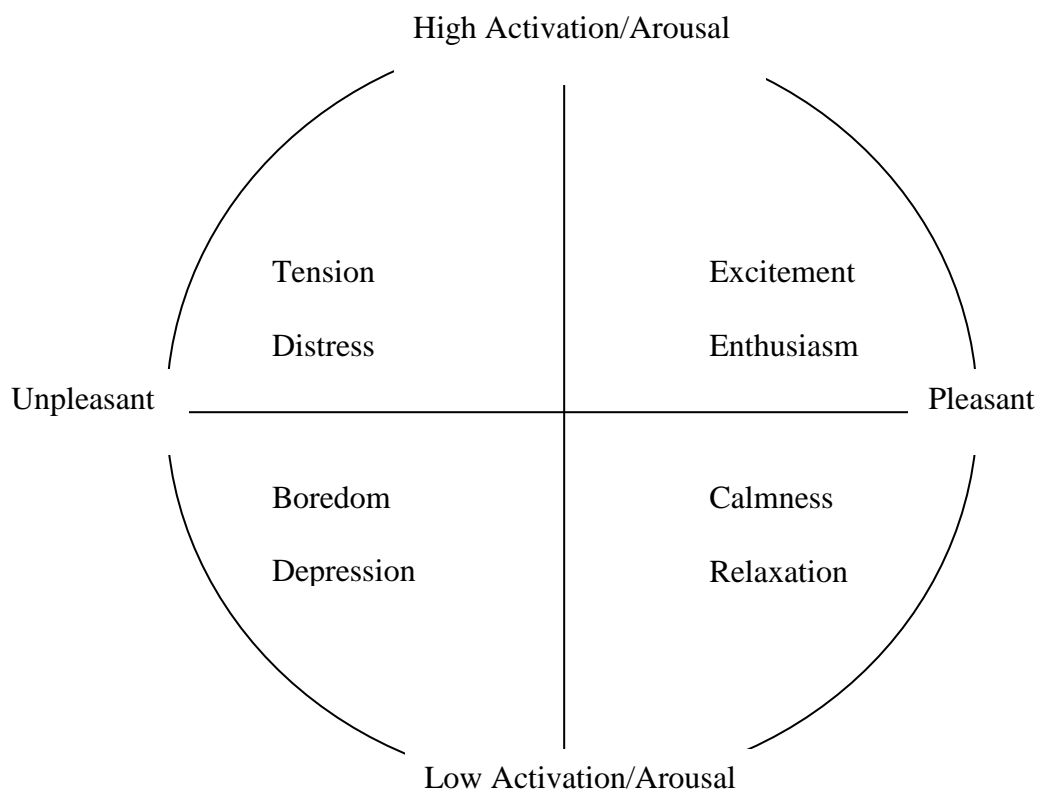 High Activation/Arousal
Tension
Excitement
Distress
Enthusiasm
Unpleasant
Pleasant
Boredom
Calmness
Depression
Relaxation
Low Activation/Arousal